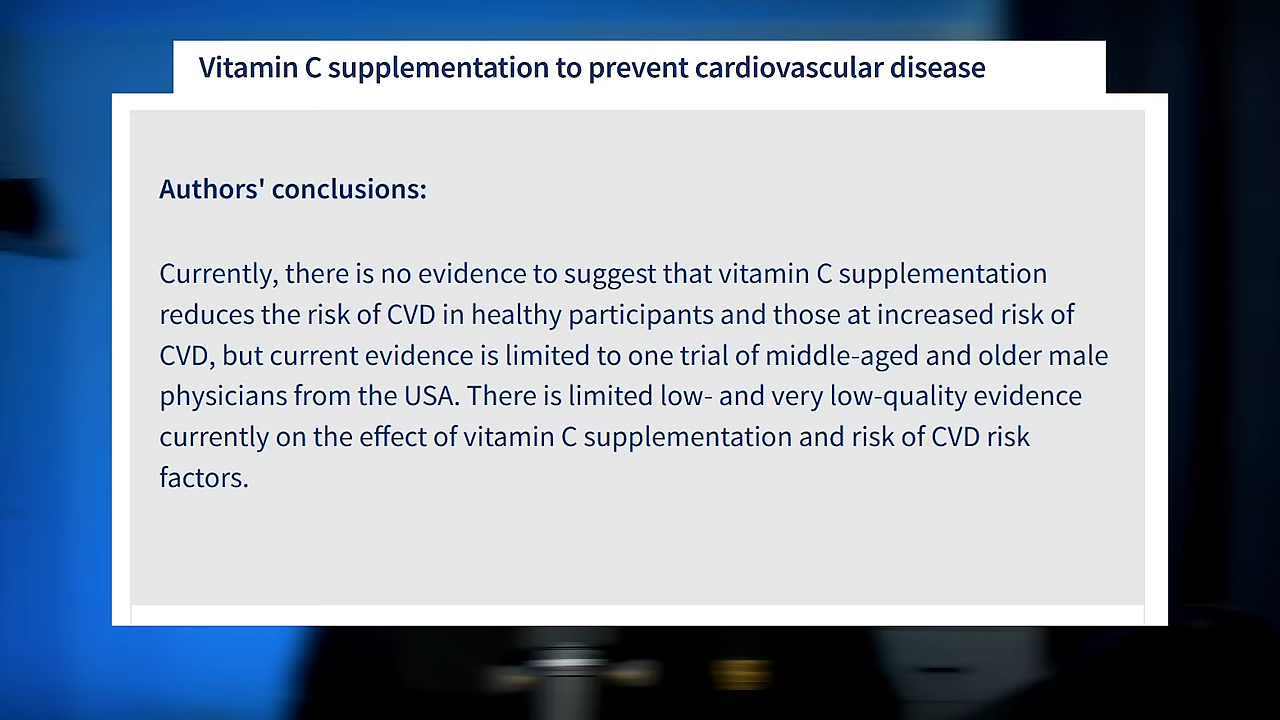 Vitamin C supplementation to prevent cardiovascular disease
Authors' conclusions:
Currently, there is no evidence to suggest that vitamin C supplementation
reduces the risk of CVD in healthy participants and those at increased risk of
CVD, but current evidence is limited to one trial of middle-aged and older male
physicians from the USA. There is limited low- and very low-quality evidence
currently on the effect of vitamin C supplementation and risk of CVD risk
factors.